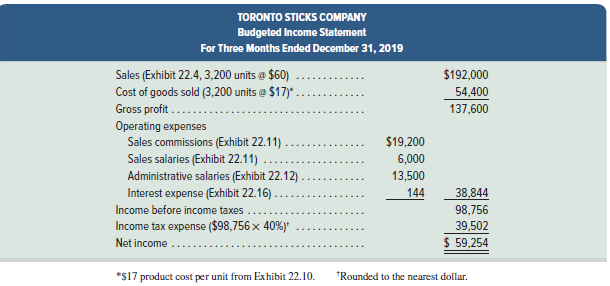 TORONTO STICKS COMPANY
Budgeted Income Statement
For Three Months Ended December 31, 2019
Sales (Exhibit 22.4, 3,200 units @ $60) ............. $192,000
Cost of goods sold (3,200 units @ $17)* ............. 54,400
Gross profit ..................................... 137,600
Operating expenses
Sales commissions (Exhibit 22.11) ............... $19,200
Sales salaries (Exhibit 22.11) ................... 6,000
Administrative salaries (Exhibit 22.12) ............ 13,500
Interest expense (Exhibit 22.16) ................. 144 38,844
Income before income taxes ...................... 98,756
Income tax expense ($98,756 × 40%)† ............. 39,502
Net income ..................................... $ 59,254
*$17 product cost per unit from Exhibit 22.10. †Rounded to the nearest dollar.